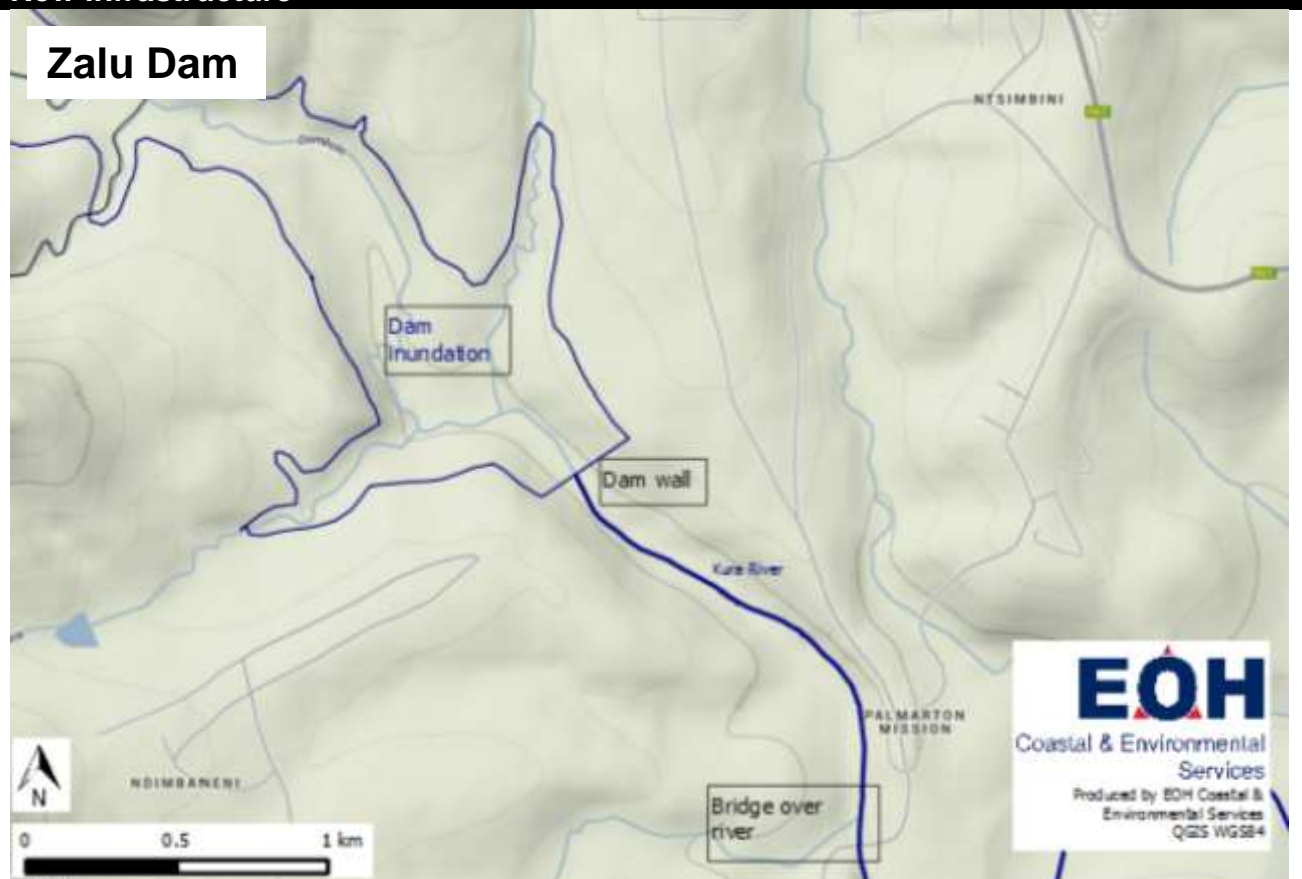 Zalu Dam
NTSIMBINI
Dam
Inundation
Dam wall
Kura River
PALMARTON
MISSION
NDIMBANENI
Bridge over
river
N
0 0.5 1 km
EOH
Coastal & Environmental
Services
Produced by EOH Coastal &
Environmental Services
QGIS WGS84